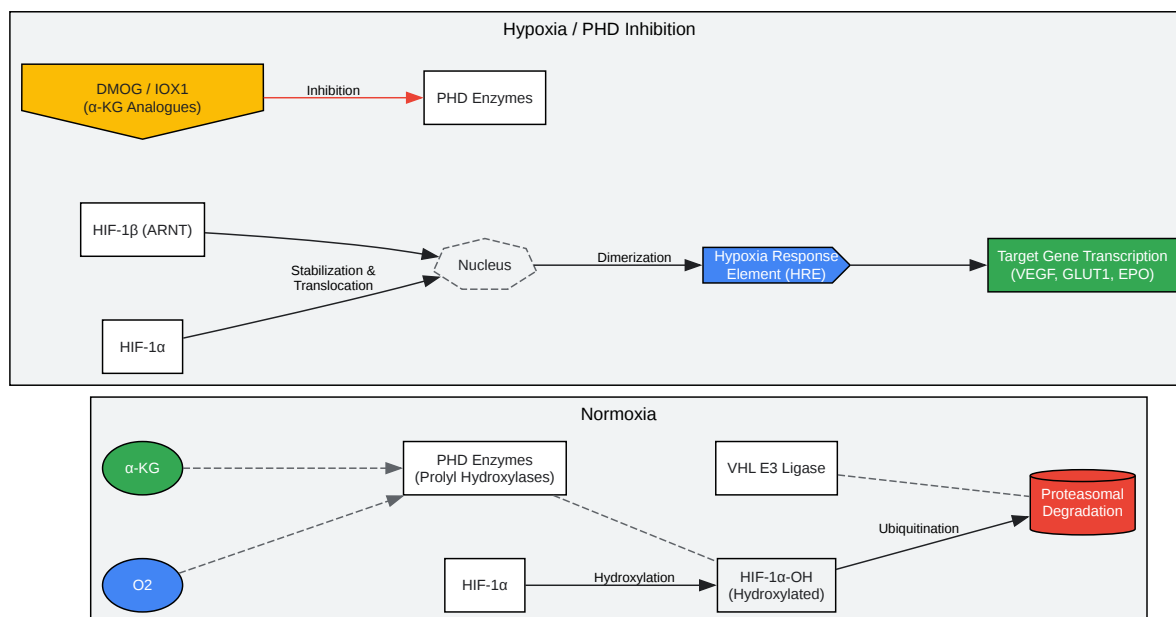 Hypoxia / PHD Inhibition
DMOG / IOX1
(α-KG Analogues)
Inhibition
PHD Enzymes
HIF-1β (ARNT)
Stabilization &
Translocation
HIF-1α
Nucleus
Dimerization
Hypoxia Response
Element (HRE)
Target Gene Transcription
(VEGF, GLUT1, EPO)
Normoxia
α-KG
O2
PHD Enzymes
(Prolyl Hydroxylases)
VHL E3 Ligase
Proteasomal
Degradation
Ubiquitination
HIF-1α
Hydroxylation
HIF-1α-OH
(Hydroxylated)